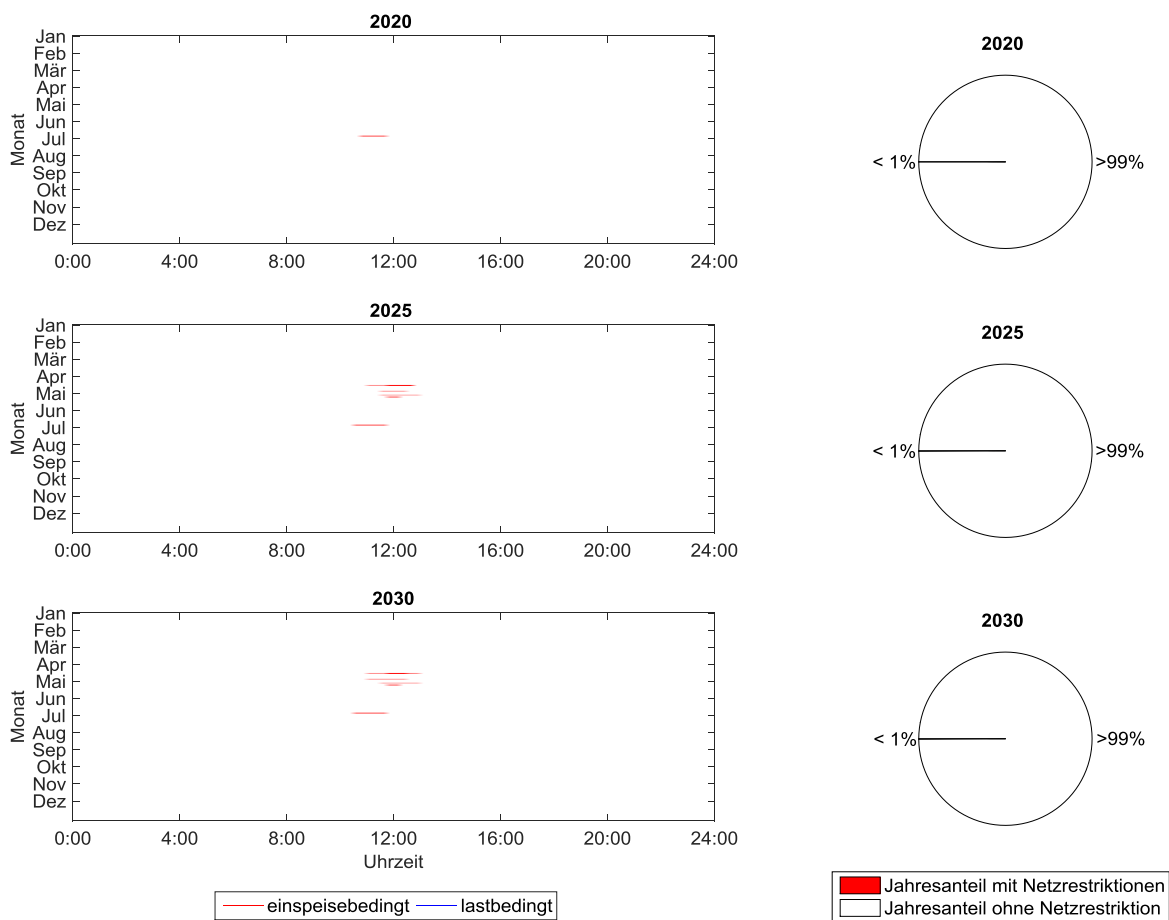 2020
Jan
Feb
Mär
Apr
Mai
Jun
Jul
Aug
Sep
Okt
Nov
Dez
Monat
0:00 4:00 8:00 12:00 16:00 20:00 24:00
2020
< 1% >99%
2025
Jan
Feb
Mär
Apr
Mai
Jun
Jul
Aug
Sep
Okt
Nov
Dez
Monat
0:00 4:00 8:00 12:00 16:00 20:00 24:00
2025
< 1% >99%
2030
Jan
Feb
Mär
Apr
Mai
Jun
Jul
Aug
Sep
Okt
Nov
Dez
Monat
0:00 4:00 8:00 12:00 16:00 20:00 24:00
Uhrzeit
2030
< 1% >99%
einspeisebedingt lastbedingt
Jahresanteil mit Netzrestriktionen
Jahresanteil ohne Netzrestriktion